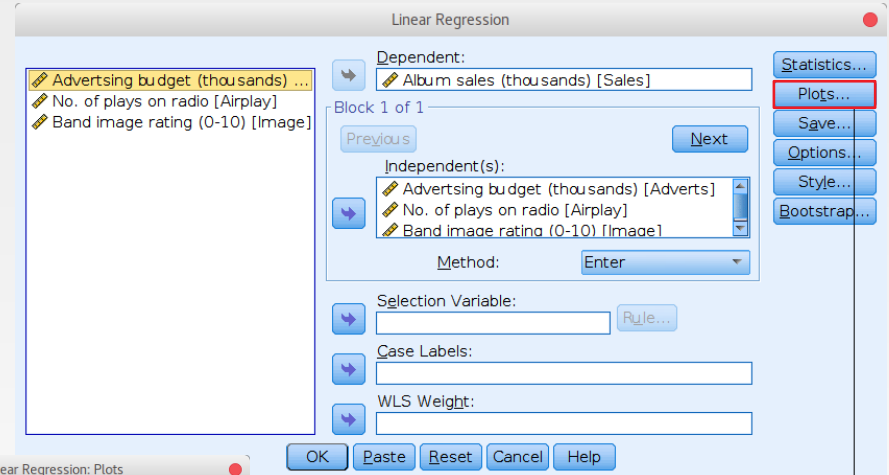 Linear Regression
Advertsing budget (thousands) ...
No. of plays on radio [Airplay]
Band image rating (0-10) [Image]
Dependent:
Album sales (thousands) [Sales]
Block 1 of 1
Previous
Next
Independent(s):
Advertsing budget (thousands) [Adverts]
No. of plays on radio [Airplay]
Band image rating (0-10) [Image]
Method:
Enter
Selection Variable:
Rule...
Case Labels:
WLS Weight:
Statistics...
Plots...
Save...
Options...
Style...
Bootstrap...
OK
Paste
Reset
Cancel
Help
ear Regression: Plots